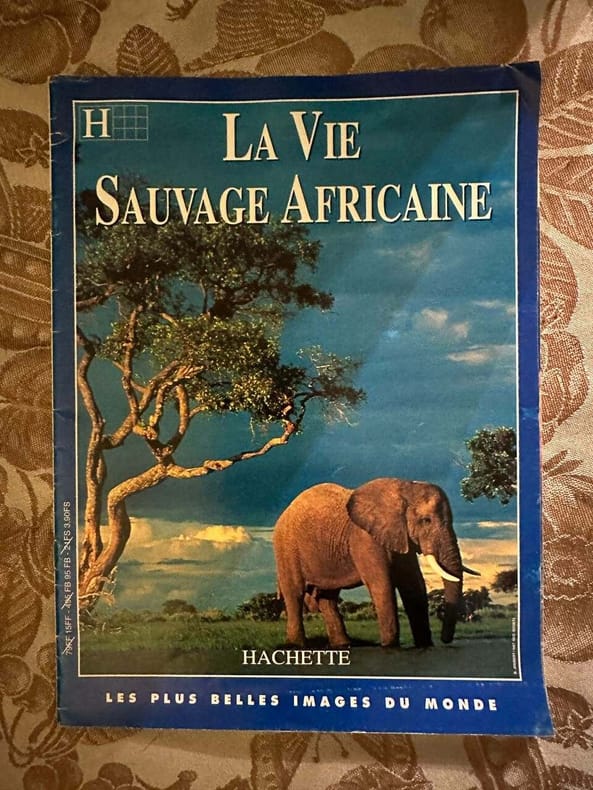 H
LA VIE
SAUVAGE AFRICAINE
HACHETTE
LES PLUS BELLES IMAGES DU MONDE